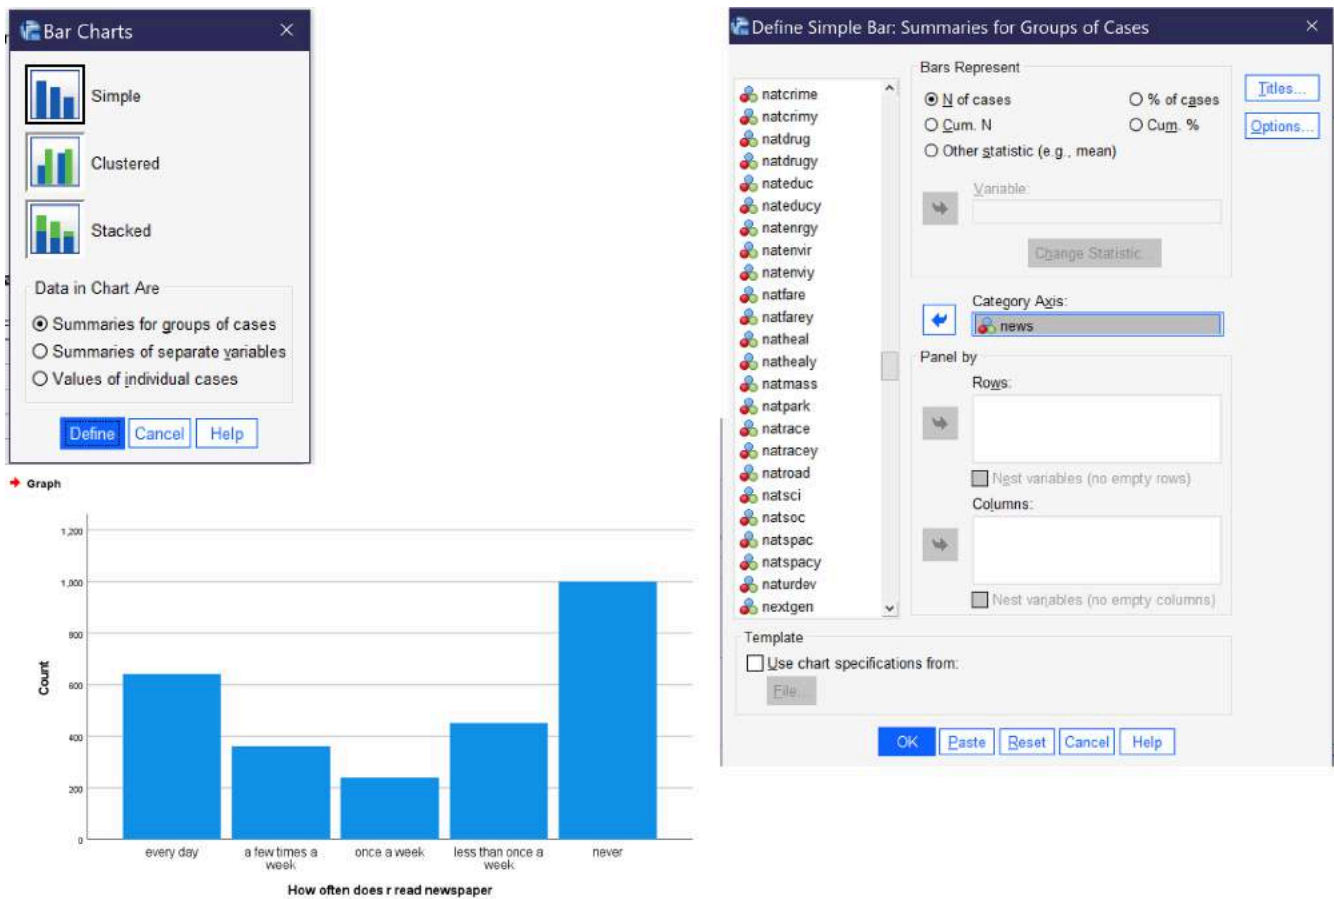 Bar Charts
Simple
Clustered
Stacked
Data in Chart Are
Summaries for groups of cases
Summaries of separate variables
Values of individual cases
Define Cancel Help
Graph
1,200
1,000
800
600
400
200
0
Count
every day
a few times a
week
once a week
less than once a
week
never
How often does r read newspaper
Define Simple Bar: Summaries for Groups of Cases
natcrime
natcrimy
natdrug
natdrugy
nateduc
nateducy
natenrgy
natenvir
natenviy
natfare
natfarey
natheal
nathealy
natmass
natpark
natrace
natracey
natroad
natsci
natsoc
natspac
natspacy
naturdev
nextgen
Bars Represent
N of cases % of cases
Cum. N Cum. %
Other statistic (e.g., mean)
Variable:
Change Statistic...
Category Axis:
news
Panel by
Rows:
Nest variables (no empty rows)
Columns:
Nest variables (no empty columns)
Titles...
Options...
Template
Use chart specifications from:
File...
OK Paste Reset Cancel Help